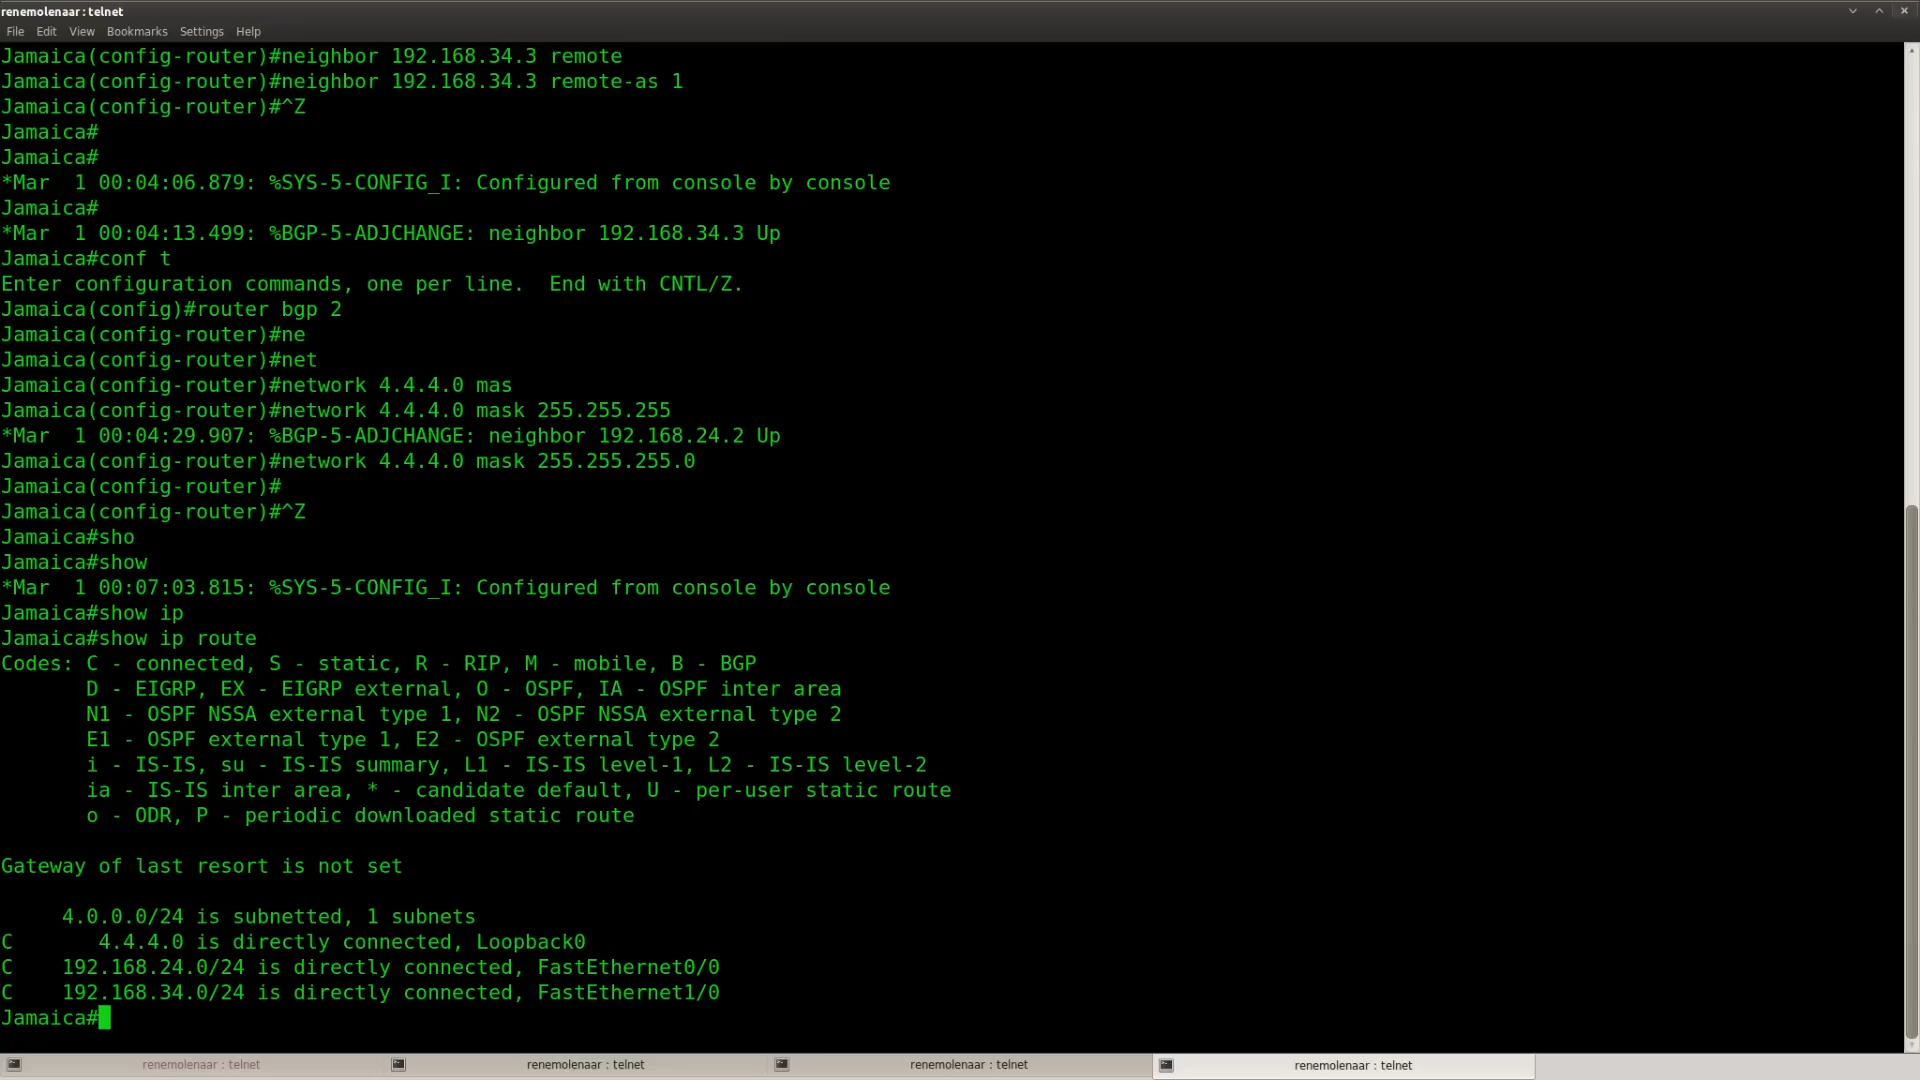 renemolenaar : telnet
File Edit View Bookmarks Settings Help
Jamaica(config-router)#neighbor 192.168.34.3 remote
Jamaica(config-router)#neighbor 192.168.34.3 remote-as 1
Jamaica(config-router)#^Z
Jamaica#
Jamaica#
*Mar  1 00:04:06.879: %SYS-5-CONFIG_I: Configured from console by console
Jamaica#
*Mar  1 00:04:13.499: %BGP-5-ADJCHANGE: neighbor 192.168.34.3 Up
Jamaica#conf t
Enter configuration commands, one per line.  End with CNTL/Z.
Jamaica(config)#router bgp 2
Jamaica(config-router)#ne
Jamaica(config-router)#net
Jamaica(config-router)#network 4.4.4.0 mas
Jamaica(config-router)#network 4.4.4.0 mask 255.255.255
*Mar  1 00:04:29.907: %BGP-5-ADJCHANGE: neighbor 192.168.24.2 Up
Jamaica(config-router)#network 4.4.4.0 mask 255.255.255.0
Jamaica(config-router)#
Jamaica(config-router)#^Z
Jamaica#sho
Jamaica#show
*Mar  1 00:07:03.815: %SYS-5-CONFIG_I: Configured from console by console
Jamaica#show ip
Jamaica#show ip route
Codes: C - connected, S - static, R - RIP, M - mobile, B - BGP
       D - EIGRP, EX - EIGRP external, O - OSPF, IA - OSPF inter area
       N1 - OSPF NSSA external type 1, N2 - OSPF NSSA external type 2
       E1 - OSPF external type 1, E2 - OSPF external type 2
       i - IS-IS, su - IS-IS summary, L1 - IS-IS level-1, L2 - IS-IS level-2
       ia - IS-IS inter area, * - candidate default, U - per-user static route
       o - ODR, P - periodic downloaded static route
Gateway of last resort is not set
     4.0.0.0/24 is subnetted, 1 subnets
C       4.4.4.0 is directly connected, Loopback0
C    192.168.24.0/24 is directly connected, FastEthernet0/0
C    192.168.34.0/24 is directly connected, FastEthernet1/0
Jamaica#
renemolenaar : telnet renemolenaar : telnet renemolenaar : telnet renemolenaar : telnet